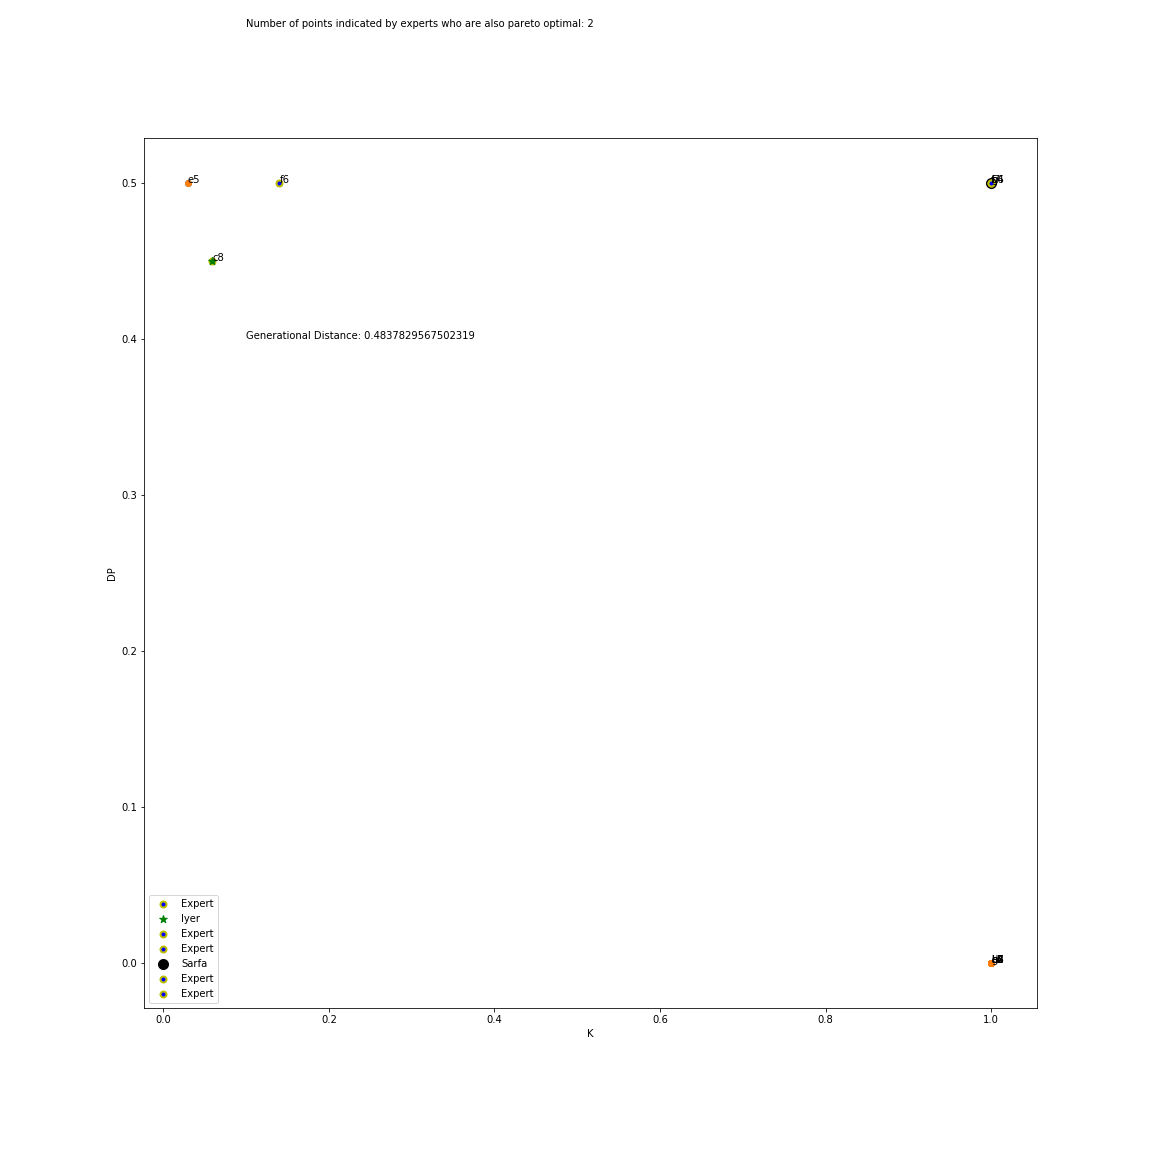 Number of points indicated by experts who are also pareto optimal: 2
0.5
e5
f6
c8
0.4
Generational Distance: 0.4837829567502319
0.3
DP
0.2
0.1
Expert
Iyer
Expert
Expert
Sarfa
Expert
Expert
0.0
0.0
0.2
0.4
0.6
0.8
1.0
K